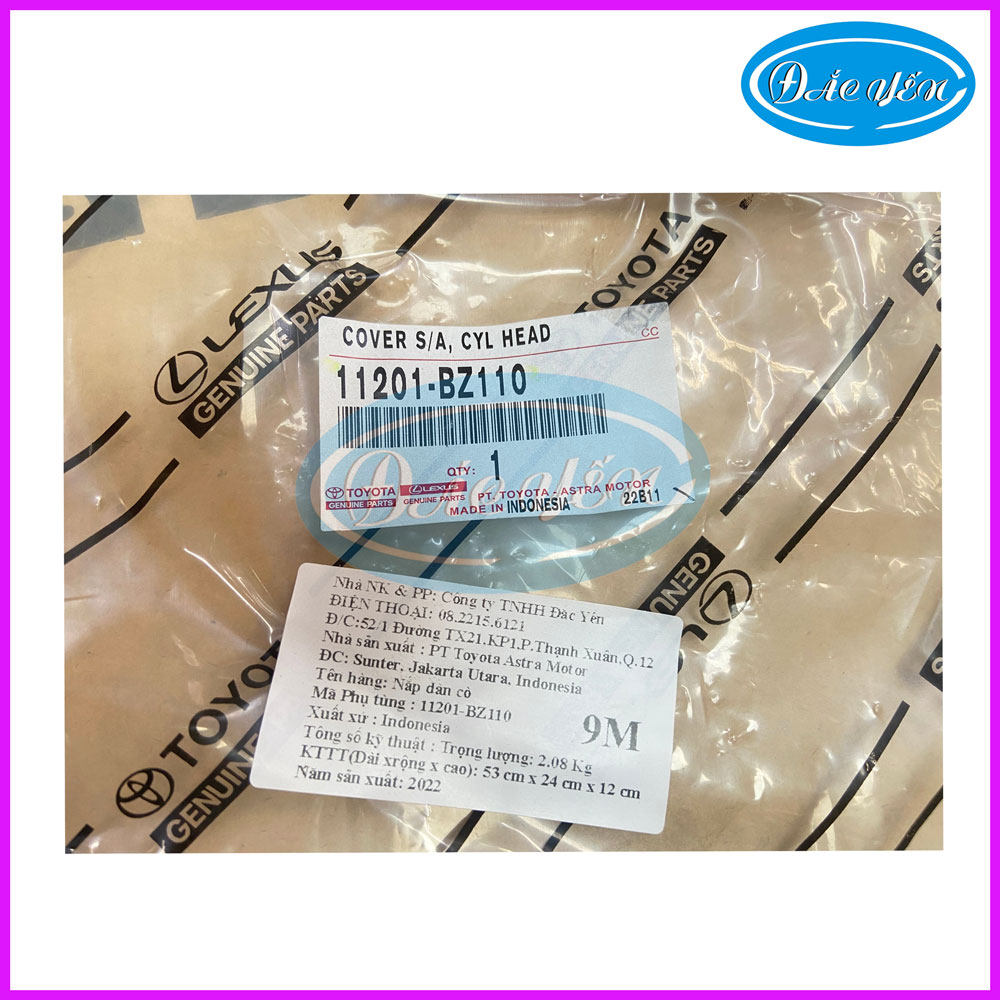 ĐẮC YẾN
LEXUS
GENUINE PARTS
TOYOTA
PARTS
COVER S/A, CYL HEAD
CC
11201-BZ110
QTY: 1
TOYOTA
GENUINE PARTS
LEXUS
GENUINE PARTS
PT. TOYOTA - ASTRA MOTOR
MADE IN INDONESIA
22B11
ĐẮC YẾN
Nhà NK & PP: Công ty TNHH Đắc Yến
ĐIỆN THOẠI: 08.2215.6121
Đ/C:52/1 Đường TX21.KP1,P.Thạnh Xuân,Q.12
Nhà sản xuất : PT Toyota Astra Motor
ĐC: Sunter, Jakarta Utara, Indonesia
Tên hàng: Nắp dàn cò
Mã Phụ tùng : 11201-BZ110
Xuất xứ : Indonesia
Tông số kỹ thuật : Trọng lượng: 2.08 Kg
KTTT(Dài xrộng x cao): 53 cm x 24 cm x 12 cm
Năm sản xuất: 2022
9M
TOYOTA
GENUINE PARTS
GENU